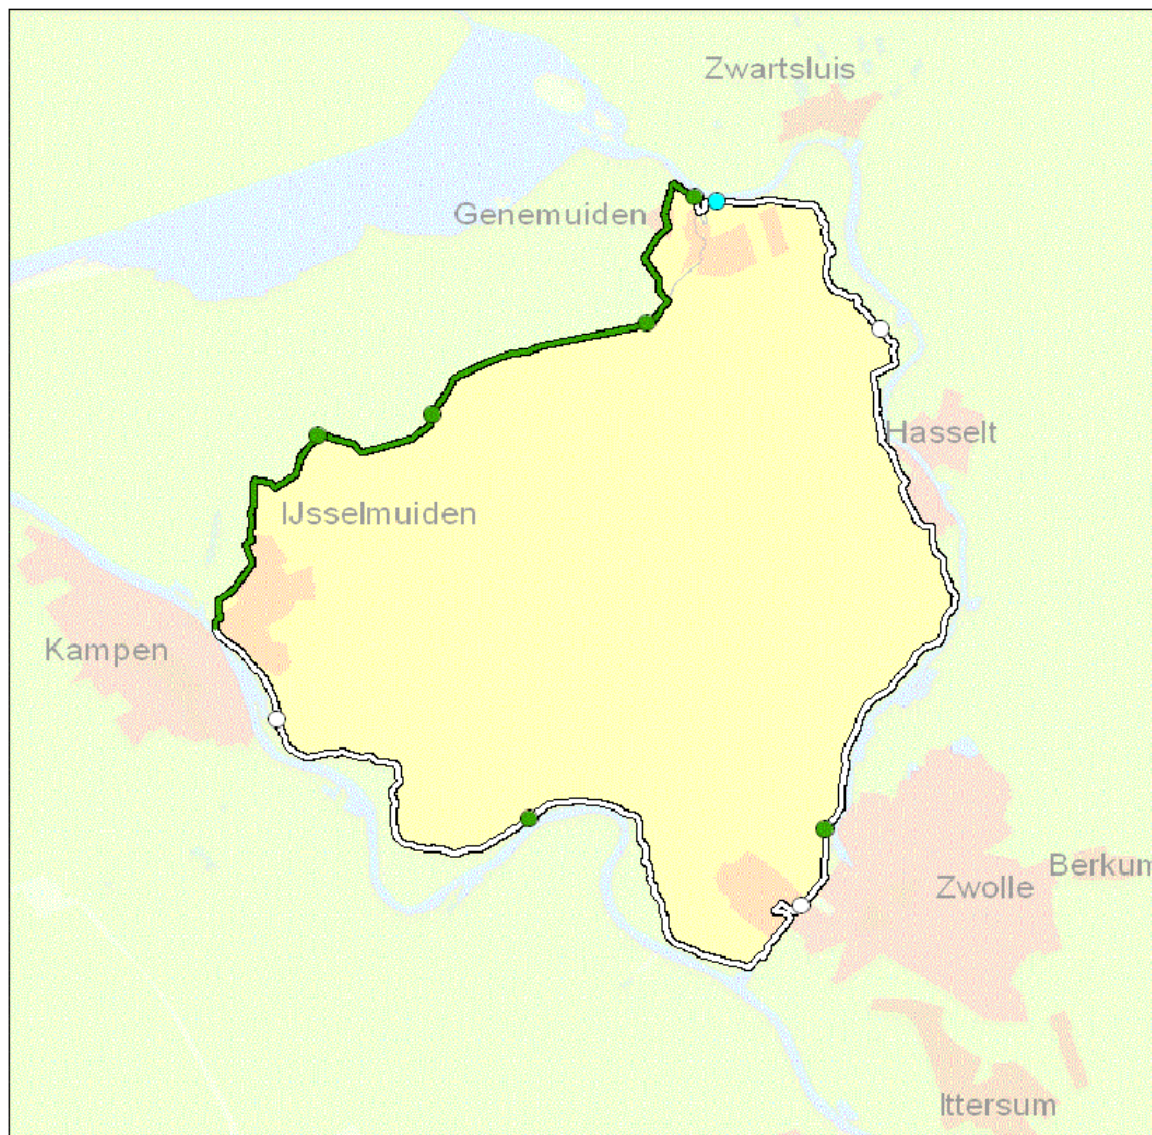 Zwartsluis
Genemuiden
Hasselt
IJsselmuiden
Kampen
Berkum
Zwolle
Ittersum